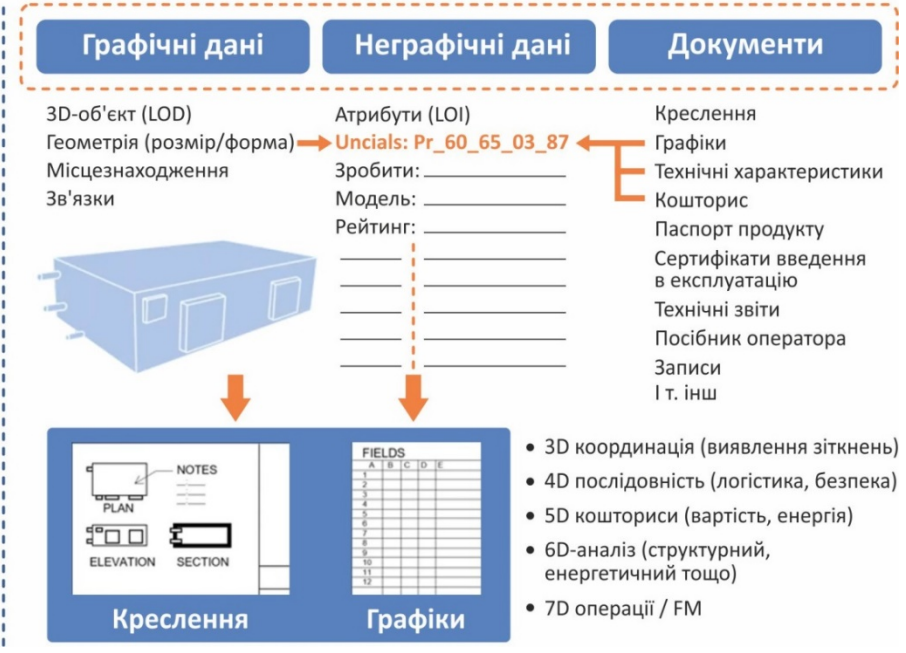 Графічні дані
Неграфічні дані
Документи
3D-об'єкт (LOD)
Геометрія (розмір/форма)
Місцезнаходження
Зв'язки
Атрибути (LOI)
Uncials: Pr_60_65_03_87
Зробити:
Модель:
Рейтинг:
Креслення
Графіки
Технічні характеристики
Кошторис
Паспорт продукту
Сертифікати введення
в експлуатацію
Технічні звіти
Посібник оператора
Записи
І т. інш
NOTES
PLAN
ELEVATION
SECTION
Креслення
FIELDS
A B C D E
1
2
3
4
5
6
7
8
9
10
11
12
Графіки
• 3D координація (виявлення зіткнень)
• 4D послідовність (логістика, безпека)
• 5D кошториси (вартість, енергія)
• 6D-аналіз (структурний,
енергетичний тощо)
• 7D операції / FM